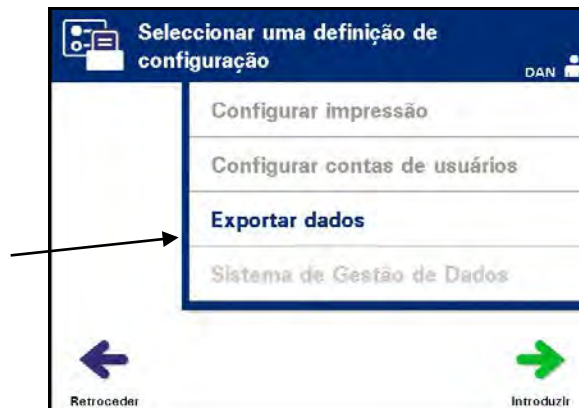 Seleccionar uma definição de
configuração
DAN
Configurar impressão
Configurar contas de usuários
Exportar dados
Sistema de Gestão de Dados
Retroceder
Introduzir